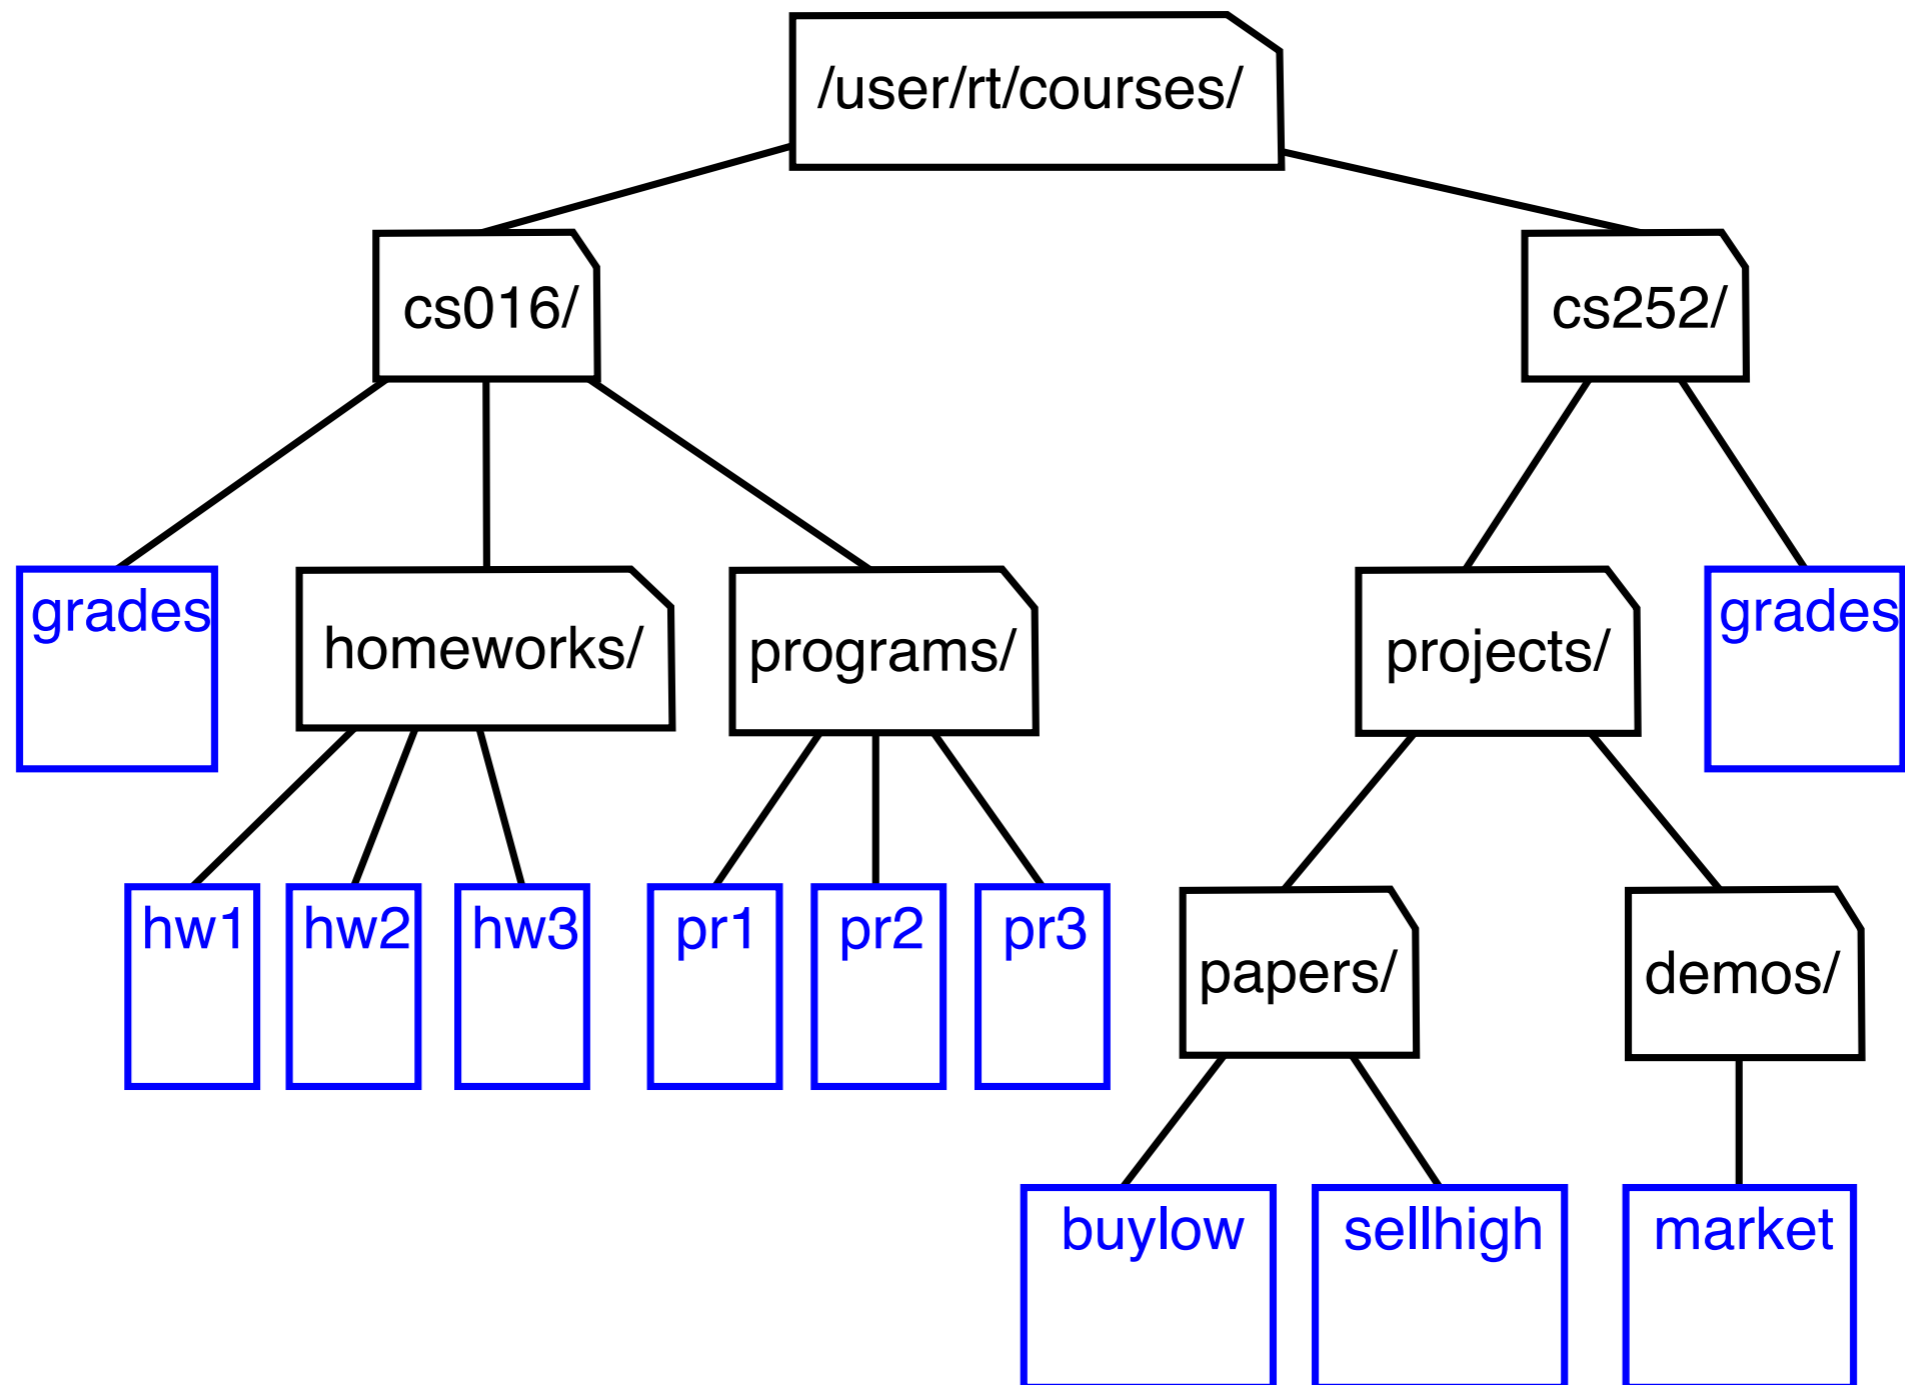 /user/rt/courses/
cs016/
cs252/
grades
homeworks/
programs/
projects/
grades
hw1
hw2
hw3
pr1
pr2
pr3
papers/
demos/
buylow
sellhigh
market